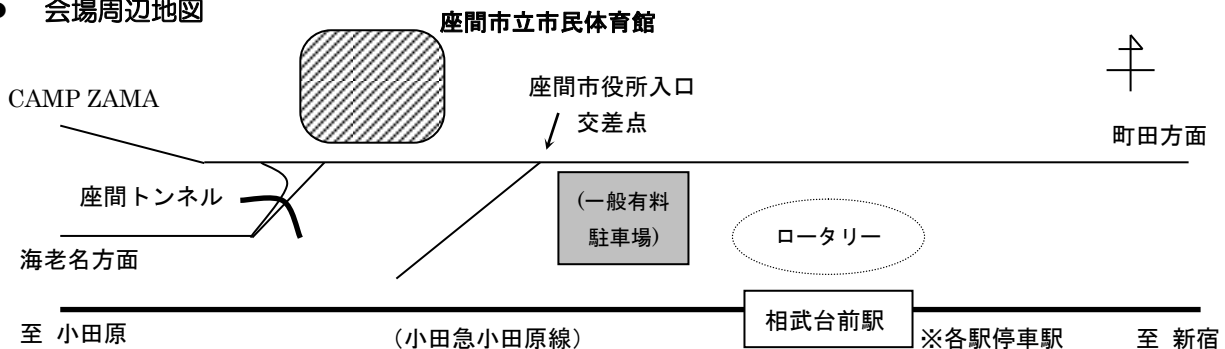 ● 会場周辺地図
座間市立市民体育館
座間市役所入口
交差点
CAMP ZAMA
町田方面
座間トンネル
(一般有料
駐車場)
ロータリー
海老名方面
相武台前駅
至 小田原
(小田急小田原線)
※各駅停車駅
至 新宿